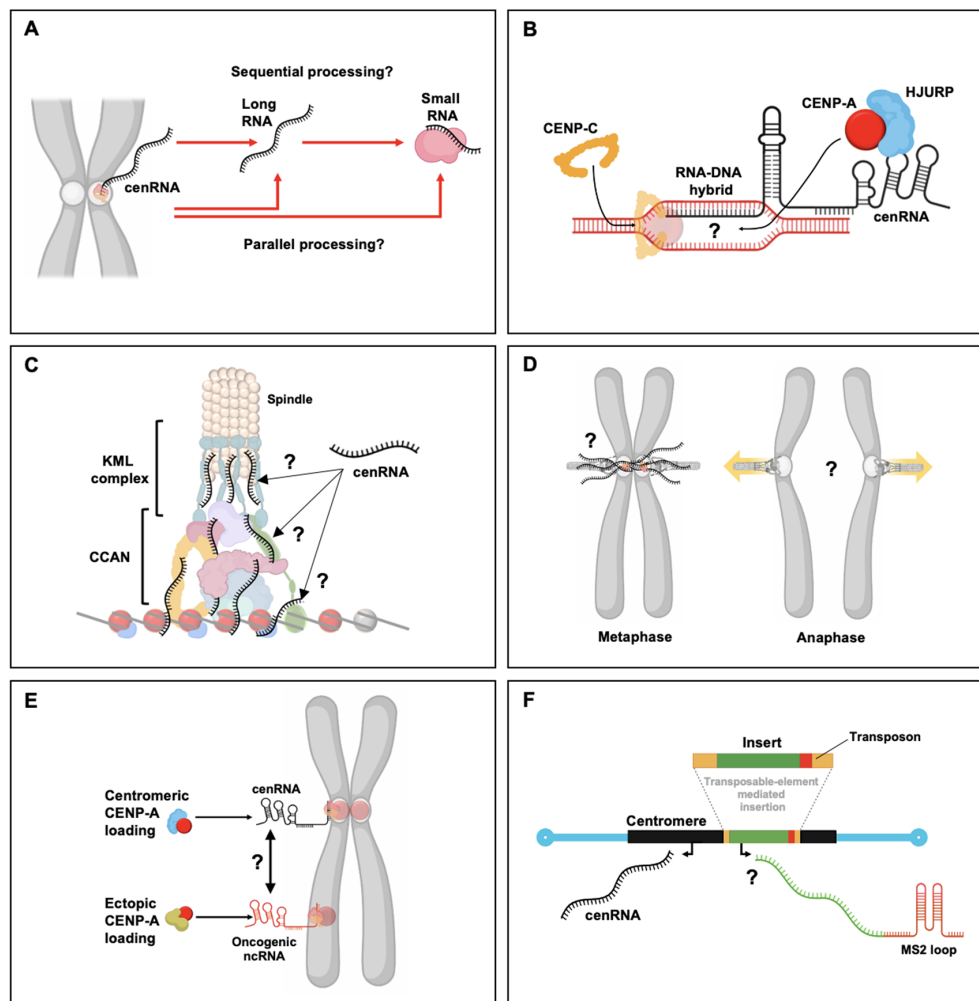 A
Sequential processing?
Long
RNA
Small
RNA
cenRNA
Parallel processing?
B
HJURP
CENP-A
CENP-C
RNA-DNA
hybrid
?
cenRNA
C
Spindle
KML
complex
?
cenRNA
CCAN
?
?
D
?
?
Metaphase
Anaphase
E
cenRNA
Centromeric
CENP-A
loading
?
Ectopic
CENP-A
loading
Oncogenic
ncRNA
F
Insert
Transposon
Transposable-element
mediated
insertion
Centromere
?
cenRNA
MS2 loop